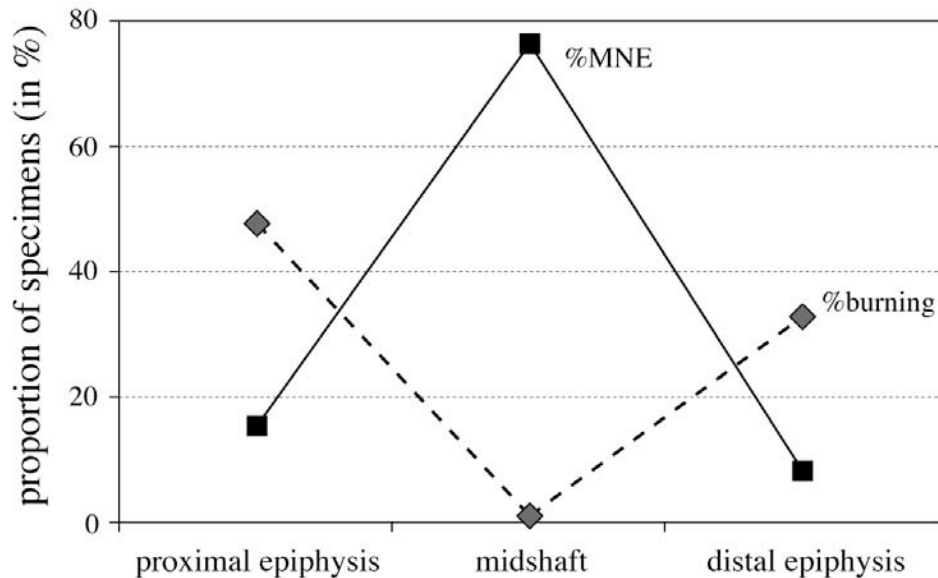 proportion of specimens (in %)
80
60
40
20
0
%MNE
%burning
proximal epiphysis
midshaft
distal epiphysis